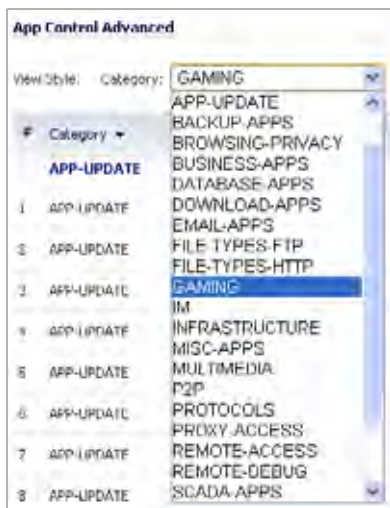 App Control Advanced
View Style: Category: GAMING
# Category
APP-UPDATE
1 APP-UPDATE
2 APP-UPDATE
3 APP-UPDATE
4 APP-UPDATE
5 APP-UPDATE
6 APP-UPDATE
7 APP-UPDATE
8 APP-UPDATE
APP-UPDATE
BACKUP-APPS
BROWSING-PRIVACY
BUSINESS-APPS
DATABASE-APPS
DOWNLOAD-APPS
EMAIL-APPS
FILE-TYPES-FTP
FILE-TYPES-HTTP
GAMING
IM
INFRASTRUCTURE
MISC-APPS
MULTIMEDIA
P2P
PROTOCOLS
PROXY-ACCESS
REMOTE-ACCESS
REMOTE-DEBUG
SCADA-APPS